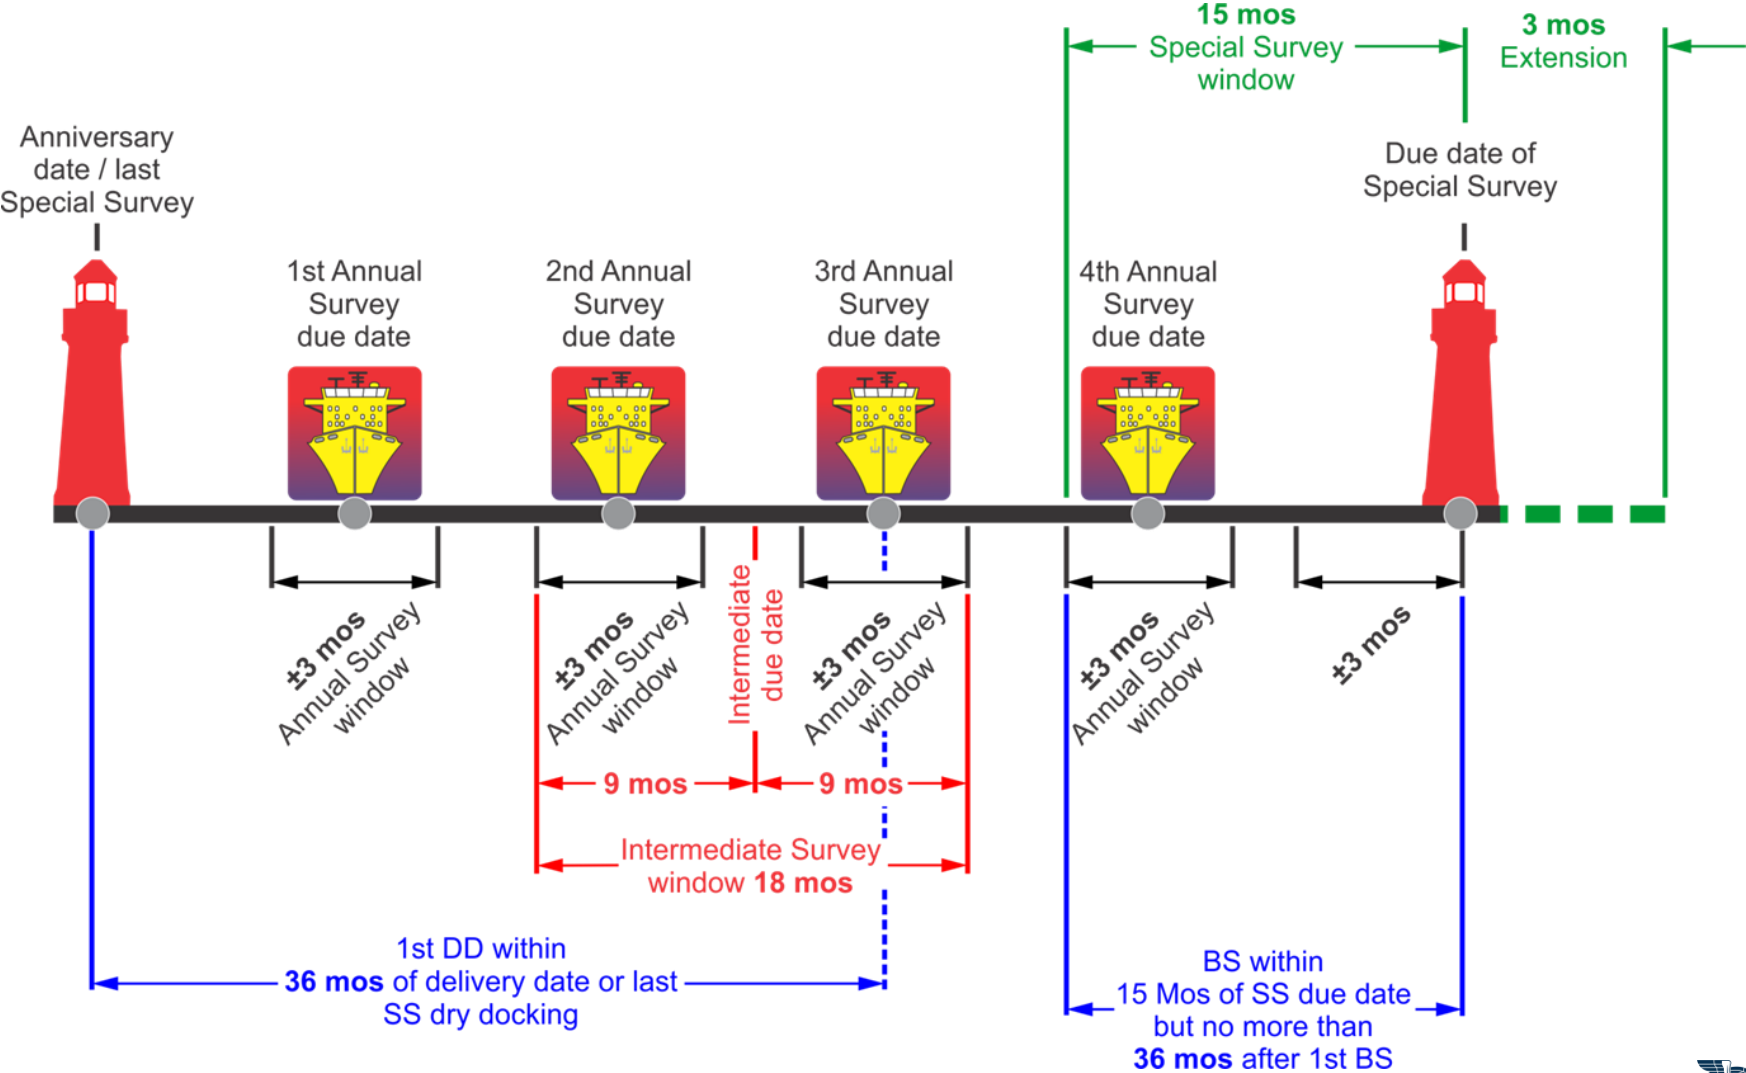 15 mos
Special Survey
window
3 mos
Extension
Anniversary
date / last
Special Survey
Due date of
Special Survey
1st Annual
Survey
due date
2nd Annual
Survey
due date
3rd Annual
Survey
due date
4th Annual
Survey
due date
±3 mos
Annual Survey
window
±3 mos
Annual Survey
window
Intermediate
due date
±3 mos
Annual Survey
window
±3 mos
Annual Survey
window
±3 mos
9 mos
9 mos
Intermediate Survey
window 18 mos
1st DD within
36 mos of delivery date or last
SS dry docking
BS within
15 Mos of SS due date
but no more than
36 mos after 1st BS